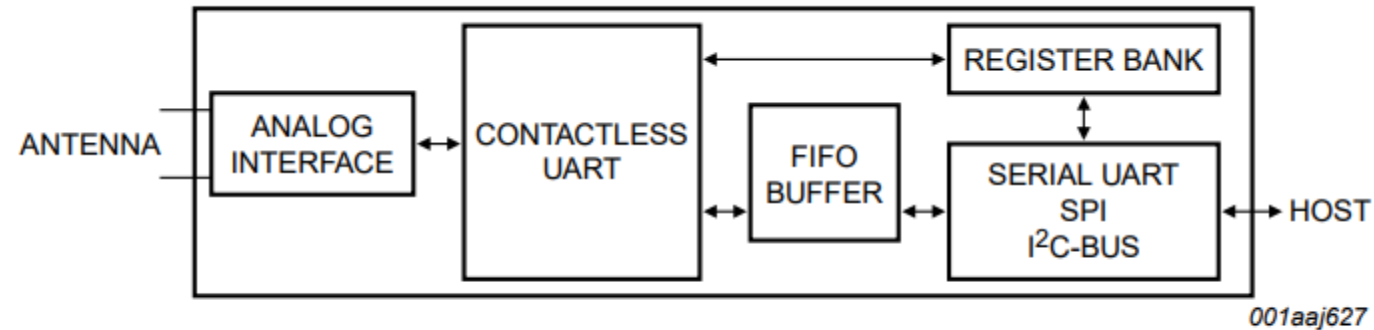 ANTENNA
ANALOG
INTERFACE
CONTACTLESS
UART
FIFO
BUFFER
REGISTER BANK
SERIAL UART
SPI
I²C-BUS
HOST
001aaj627